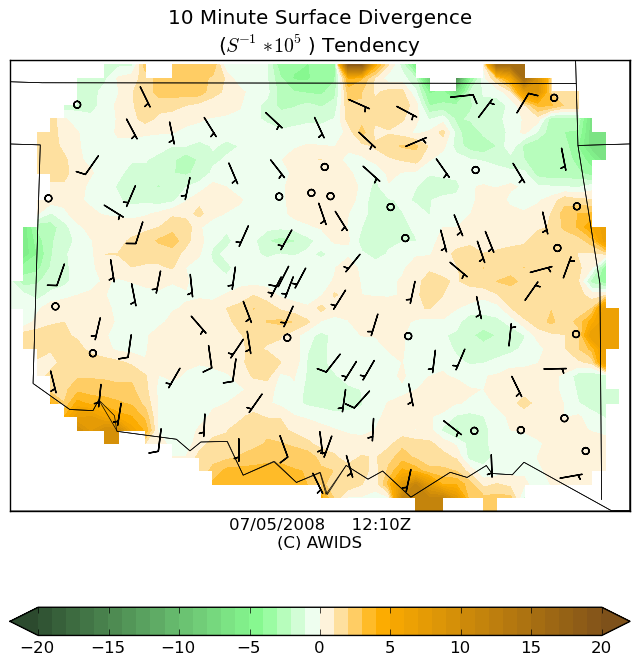 10 Minute Surface Divergence
(S⁻¹ * 10⁵ ) Tendency
07/05/2008 12:10Z
(C) AWIDS
−20 −15 −10 −5 0 5 10 15 20